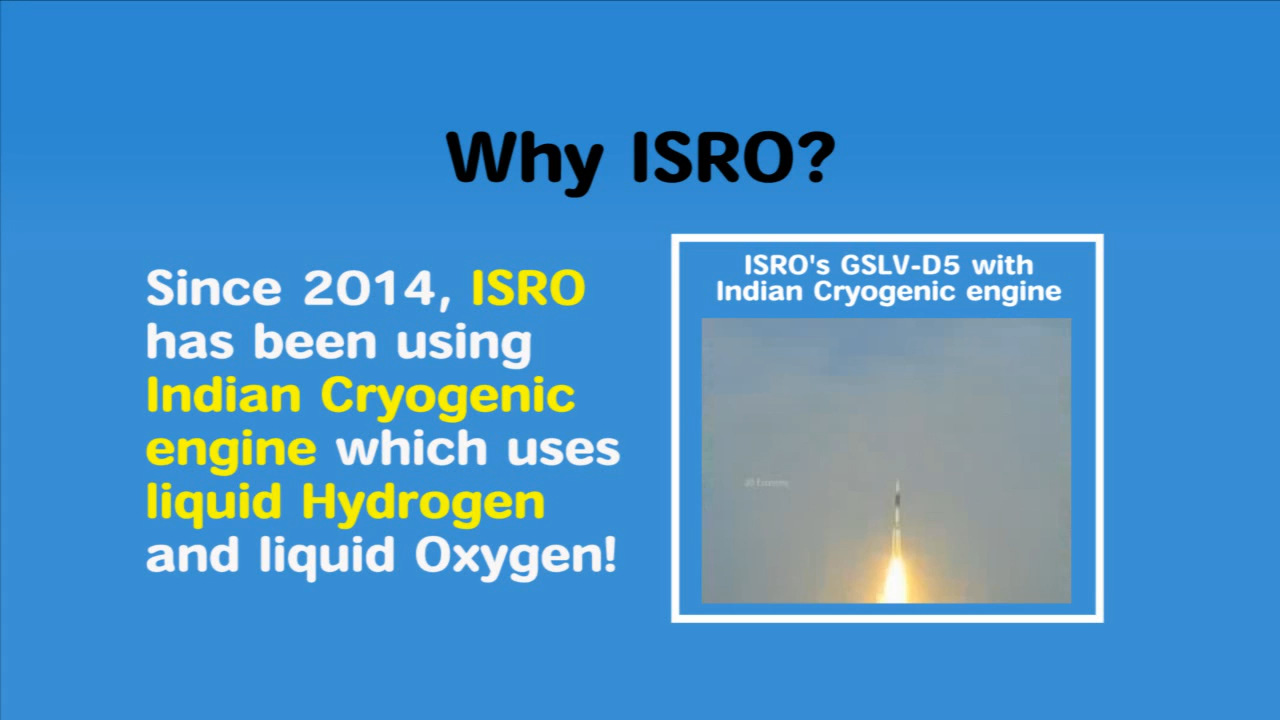 Why ISRO?
Since 2014, ISRO
has been using
Indian Cryogenic
engine which uses
liquid Hydrogen
and liquid Oxygen!
ISRO's GSLV-D5 with
Indian Cryogenic engine